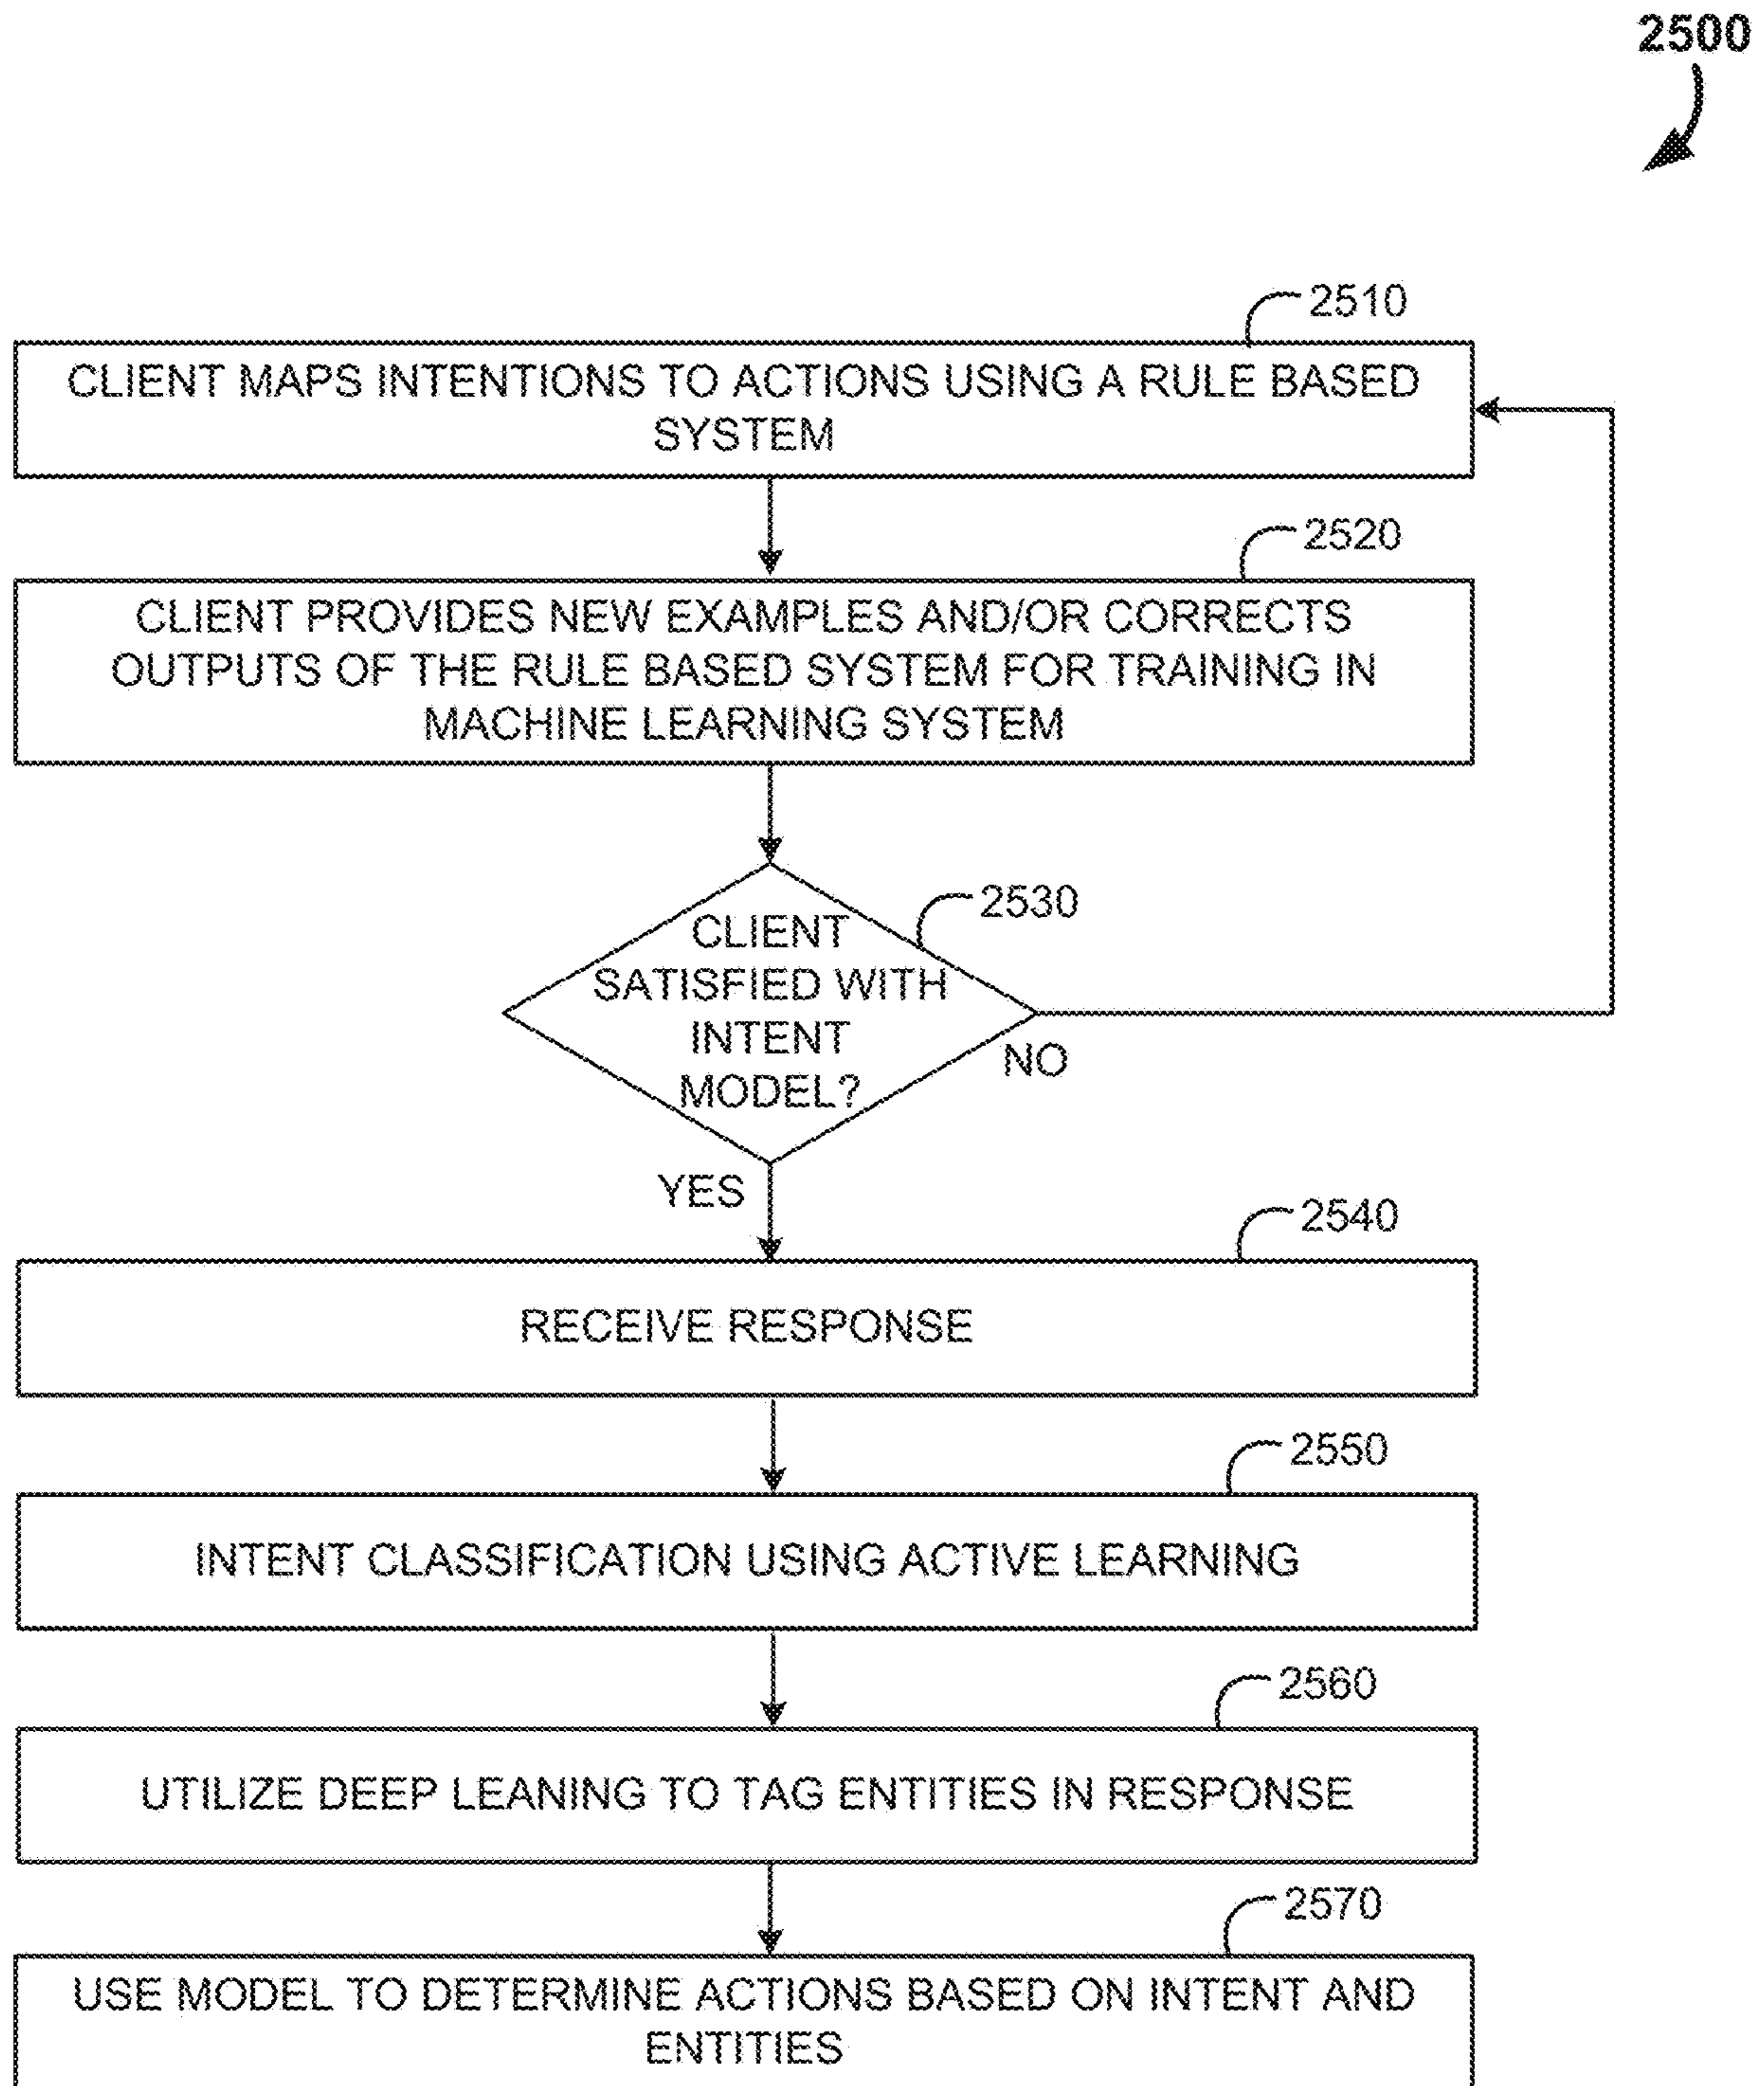 2500
2510
CLIENT MAPS INTENTIONS TO ACTIONS USING A RULE BASED
SYSTEM
2520
CLIENT PROVIDES NEW EXAMPLES AND/OR CORRECTS
OUTPUTS OF THE RULE BASED SYSTEM FOR TRAINING IN
MACHINE LEARNING SYSTEM
2530
CLIENT
SATISFIED WITH
INTENT
MODEL?
NO
YES
2540
RECEIVE RESPONSE
2550
INTENT CLASSIFICATION USING ACTIVE LEARNING
2560
UTILIZE DEEP LEANING TO TAG ENTITIES IN RESPONSE
2570
USE MODEL TO DETERMINE ACTIONS BASED ON INTENT AND
ENTITIES